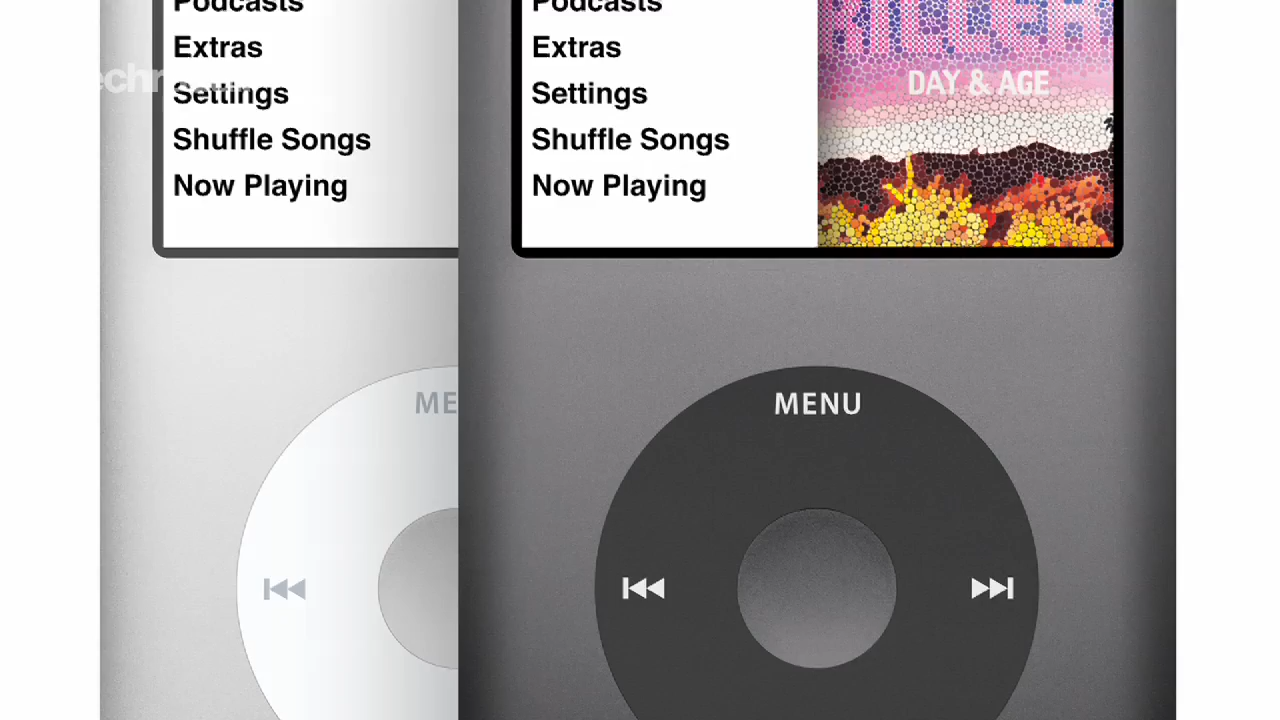 Podcasts
Extras
Settings
Shuffle Songs
Now Playing
Podcasts
Extras
Settings
Shuffle Songs
Now Playing
DAY & AGE
MENU